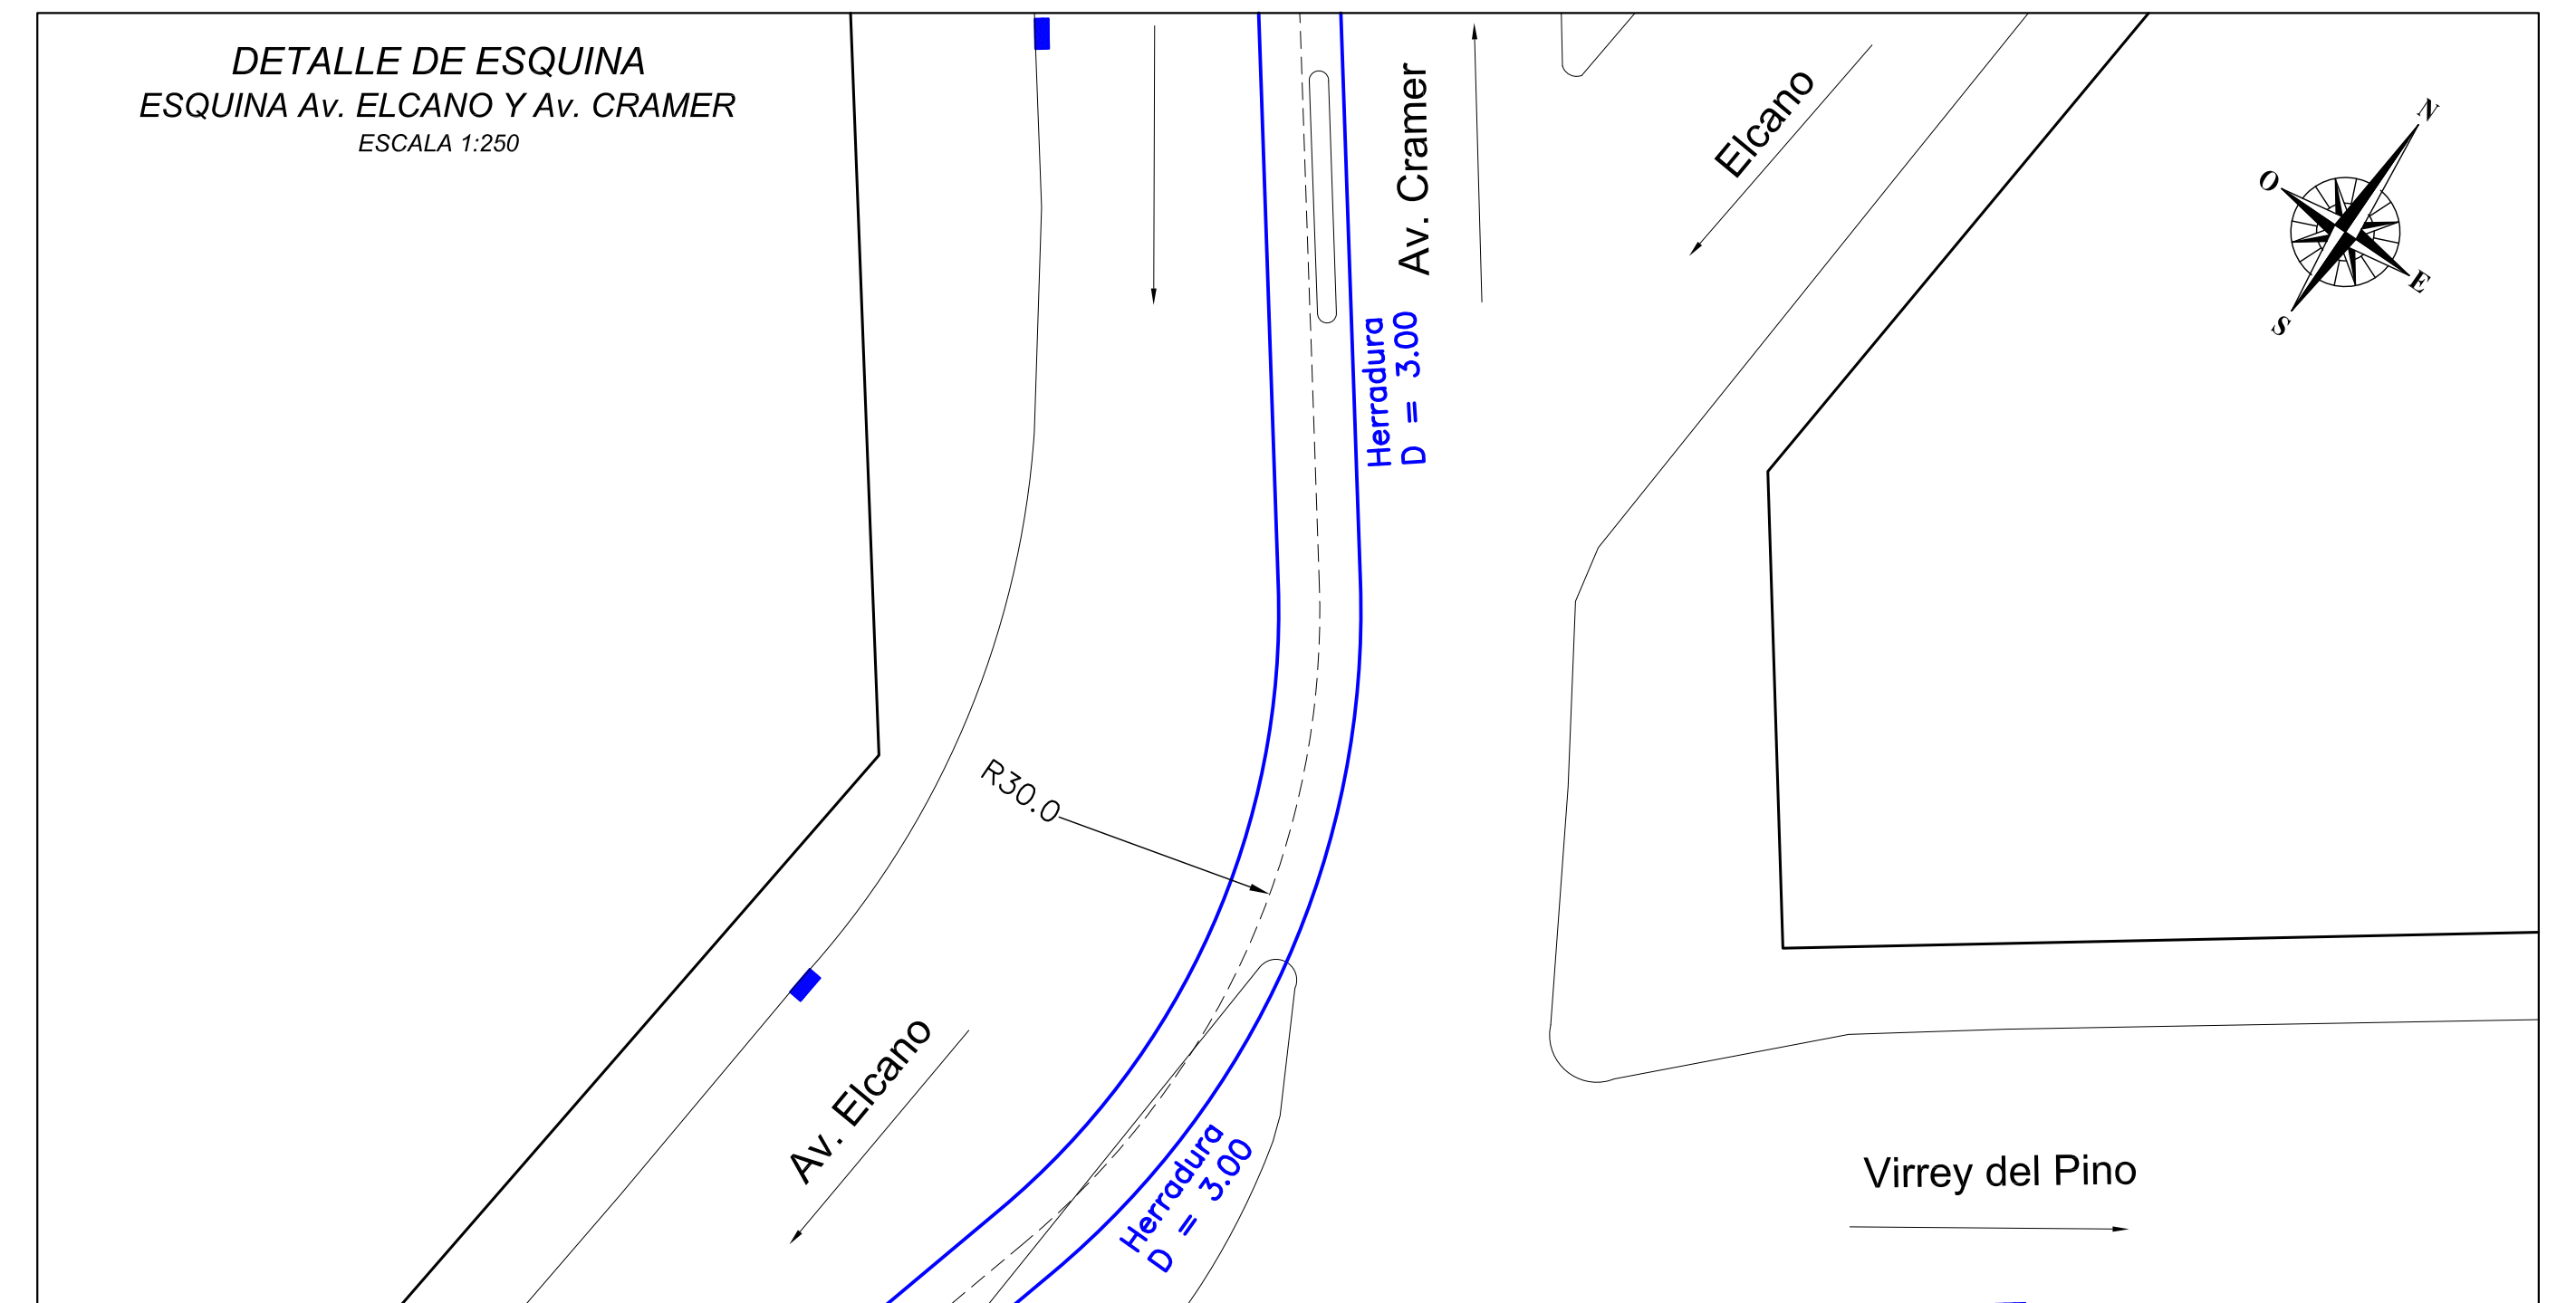 DETALLE DE ESQUINA
ESQUINA Av. ELCANO Y Av. CRAMER
ESCALA 1:250
Av. Cramer
Elcano
N
O
E
S
Herradura
D = 3.00
R30.0
Av. Elcano
Herradura
D = 3.00
Virrey del Pino